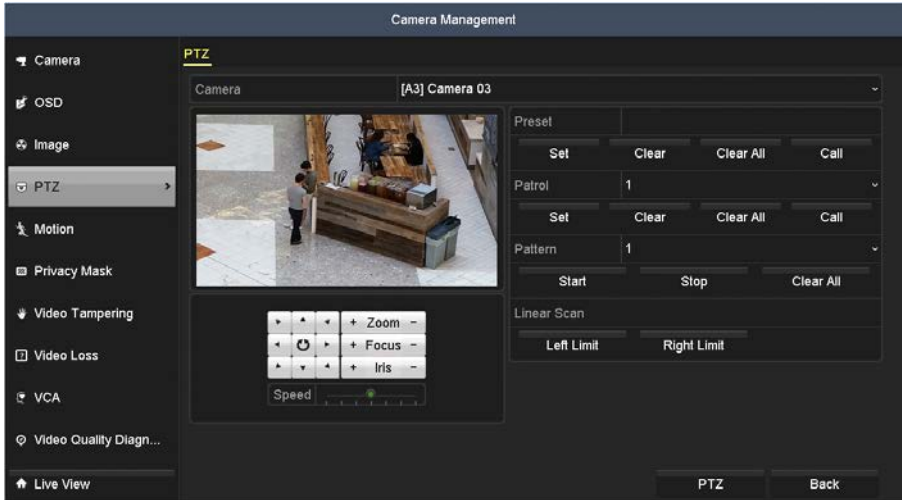 Camera Management
Camera
OSD
Image
PTZ
Motion
Privacy Mask
Video Tampering
Video Loss
VCA
Video Quality Diagn...
Live View
PTZ
Camera [A3] Camera 03
Preset
Set Clear Clear All Call
Patrol 1
Set Clear Clear All Call
Pattern 1
Start Stop Clear All
Linear Scan
Left Limit Right Limit
+ Zoom -
+ Focus -
+ Iris -
Speed
PTZ Back